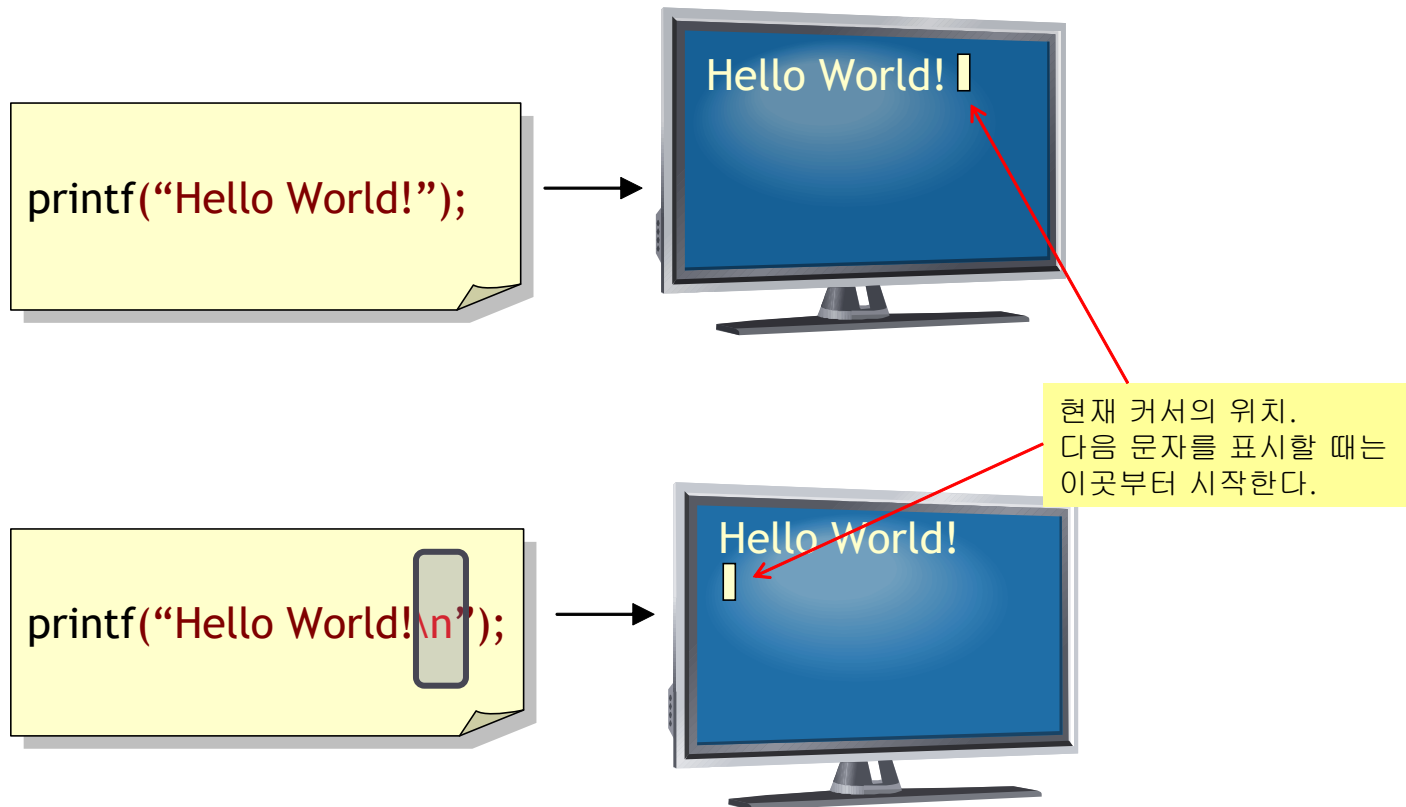 Hello World!
printf(“Hello World!”);
현재 커서의 위치.
다음 문자를 표시할 때는
이곳부터 시작한다.
Hello World!
printf(“Hello World!\n”);